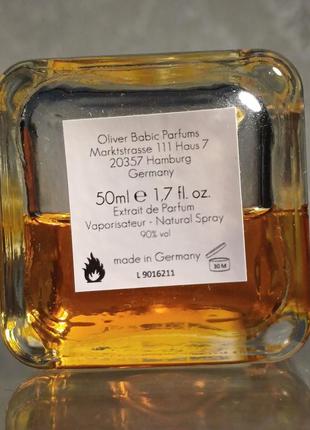 Oliver Babic Parfums
Marktstrasse 111 Haus 7
20357 Hamburg
Germany
50ml ℮ 1,7 fl. oz.
Extrait de Parfum
Vaporisateur - Natural Spray
90% vol
made in Germany
30 M
L 9016211